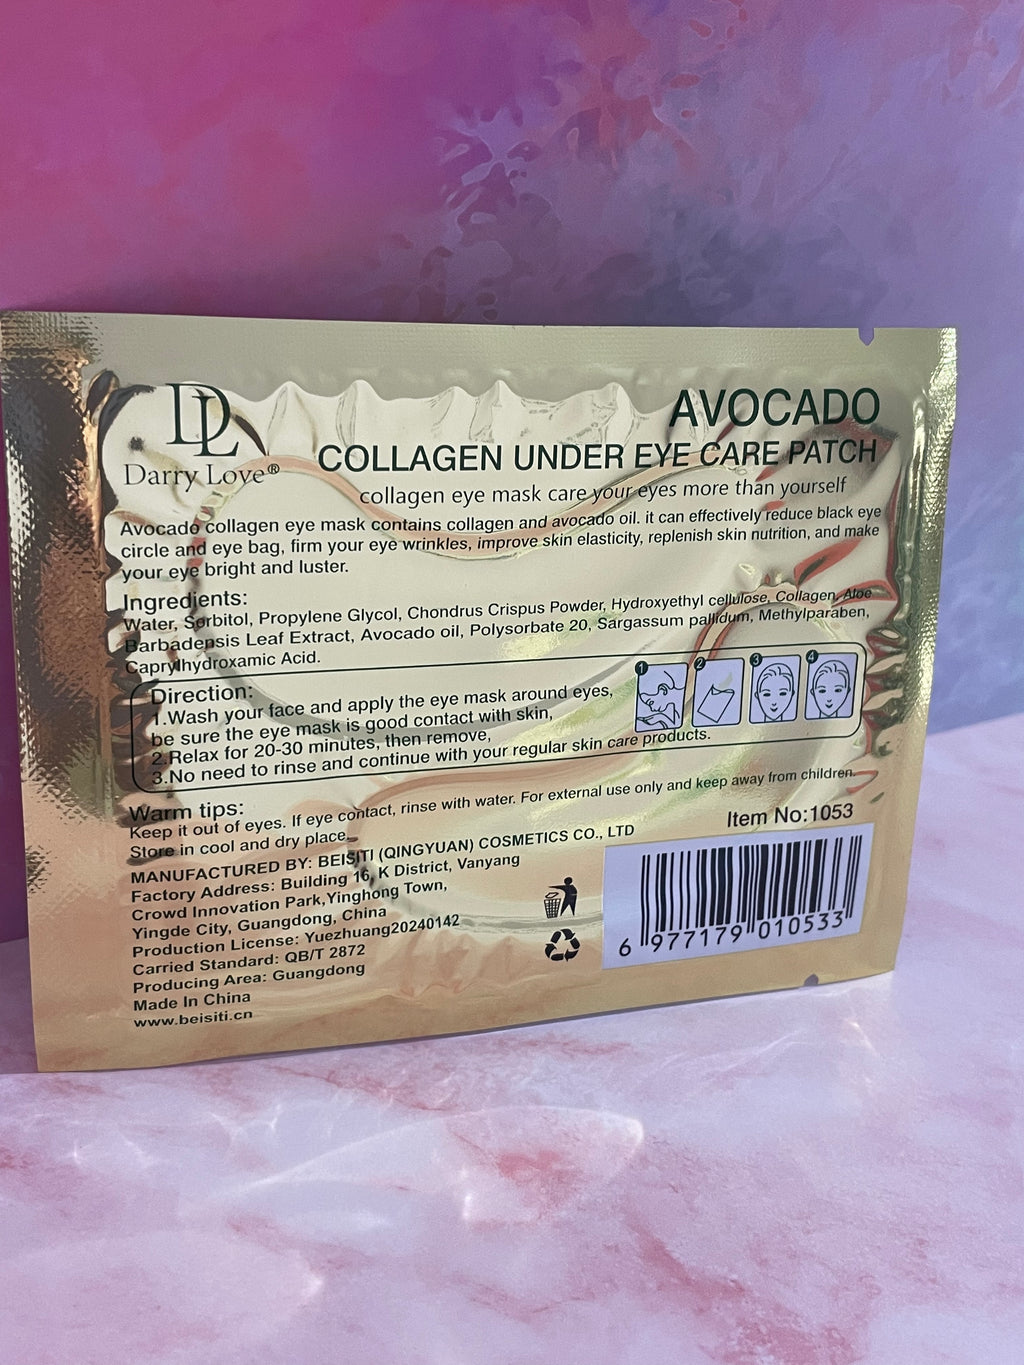 DL
Darry Love®
AVOCADO
COLLAGEN UNDER EYE CARE PATCH
collagen eye mask care your eyes more than yourself
Avocado collagen eye mask contains collagen and avocado oil. it can effectively reduce black eye
circle and eye bag, firm your eye wrinkles, improve skin elasticity, replenish skin nutrition, and make
your eye bright and luster.
Ingredients:
Water, Sorbitol, Propylene Glycol, Chondrus Crispus Powder, Hydroxyethyl cellulose, Collagen, Aloe
Barbadensis Leaf Extract, Avocado oil, Polysorbate 20, Sargassum pallidum, Methylparaben,
Caprylhydroxamic Acid.
Direction:
1.Wash your face and apply the eye mask around eyes,
be sure the eye mask is good contact with skin,
2.Relax for 20-30 minutes, then remove,
3.No need to rinse and continue with your regular skin care products.
1 2 3 4
Warm tips:
Keep it out of eyes. If eye contact, rinse with water. For external use only and keep away from children.
Store in cool and dry place.
MANUFACTURED BY: BEISITI (QINGYUAN) COSMETICS CO., LTD
Factory Address: Building 16, K District, Vanyang
Crowd Innovation Park,Yinghong Town,
Yingde City, Guangdong, China
Production License: Yuezhuang20240142
Carried Standard: QB/T 2872
Producing Area: Guangdong
Made In China
www.beisiti.cn
Item No:1053
6 977179 010533